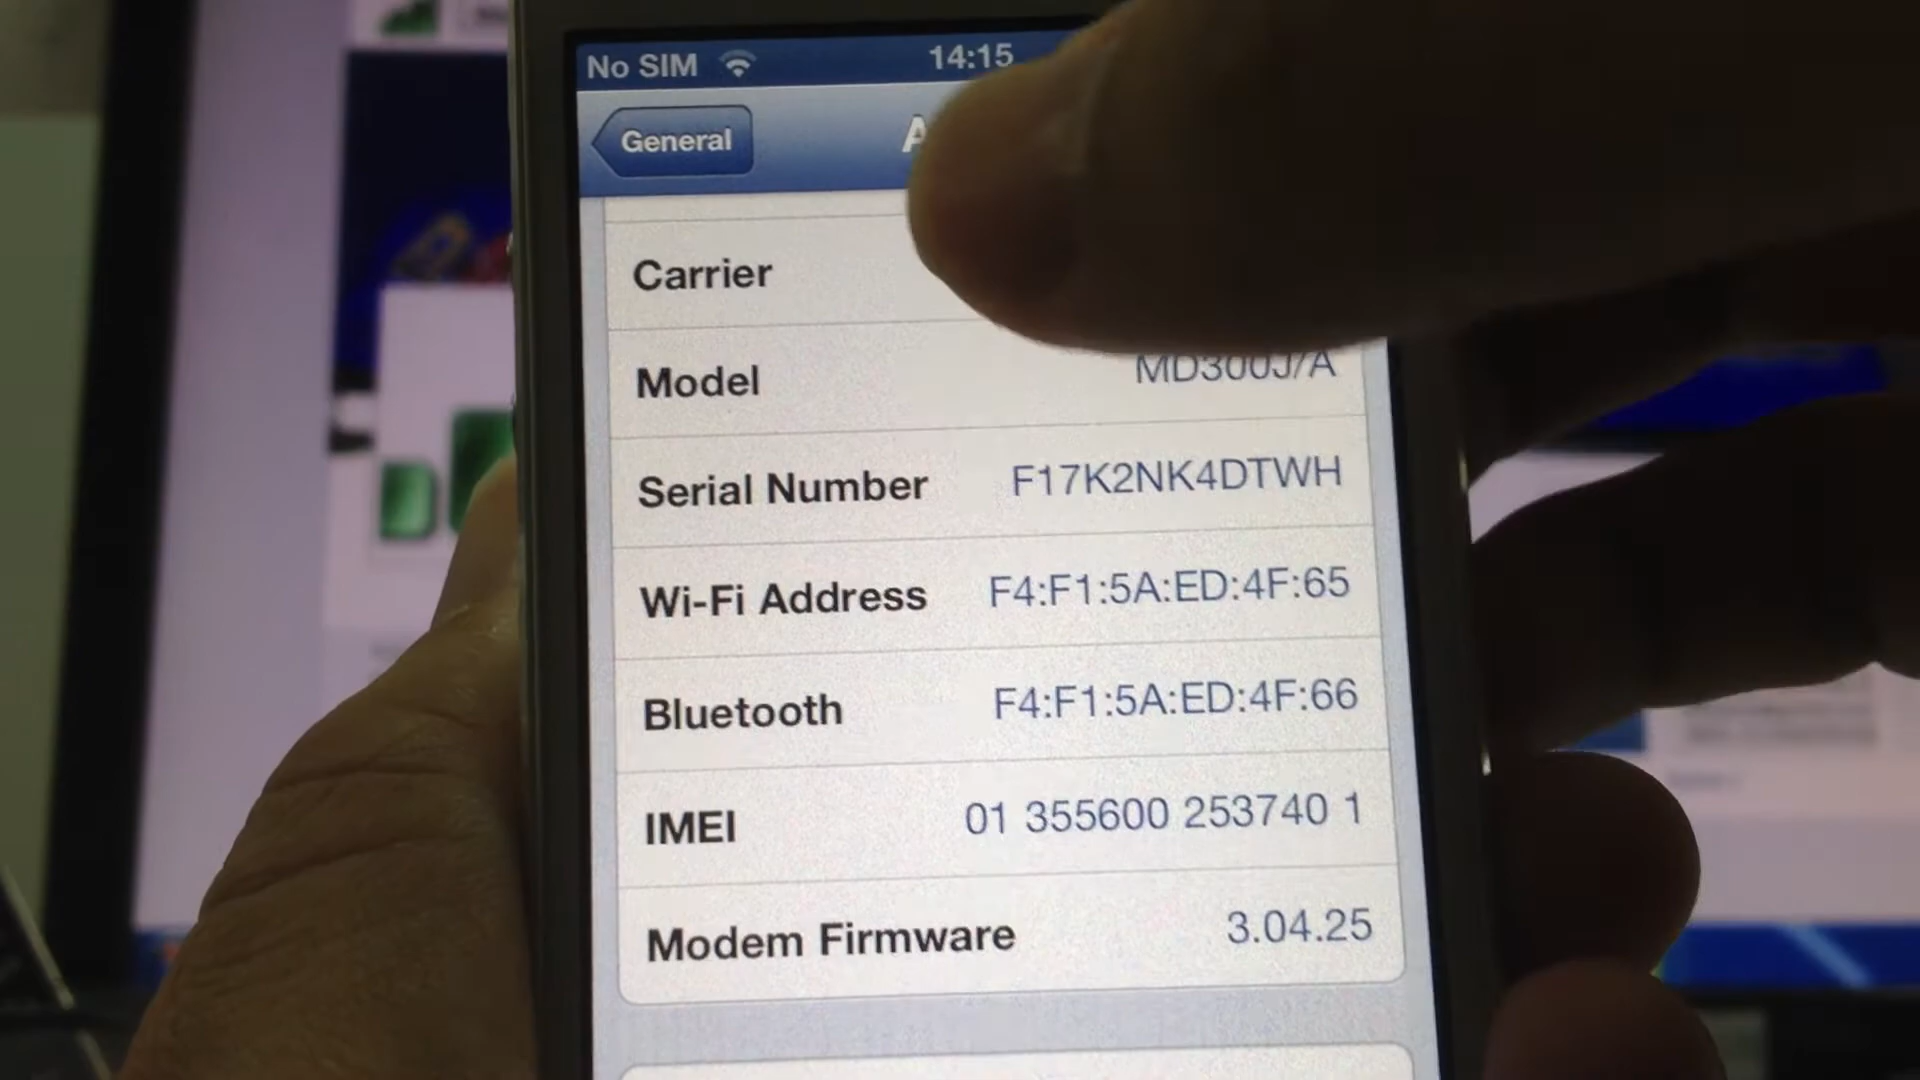 No SIM 14:15
General
Carrier
Model MD300J/A
Serial Number F17K2NK4DTWH
Wi-Fi Address F4:F1:5A:ED:4F:65
Bluetooth F4:F1:5A:ED:4F:66
IMEI 01 355600 253740 1
Modem Firmware 3.04.25